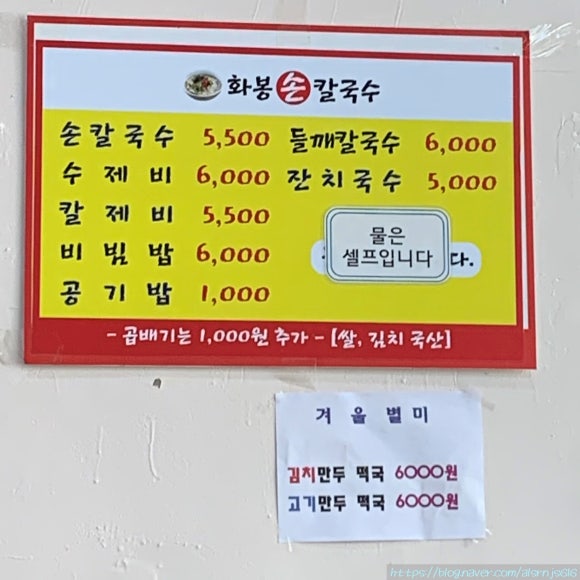 화봉손칼국수
손칼국수 5,500 들깨칼국수 6,000
수제비 6,000 잔치국수 5,000
칼제비 5,500
비빔밥 6,000
공기밥 1,000
물은
셀프입니다
다.
- 곱배기는 1,000원 추가 - [쌀, 김치 국산]
겨울별미
김치만두 떡국 6000원
고기만두 떡국 6000원
https://blog.naver.com/alsrnjs1616